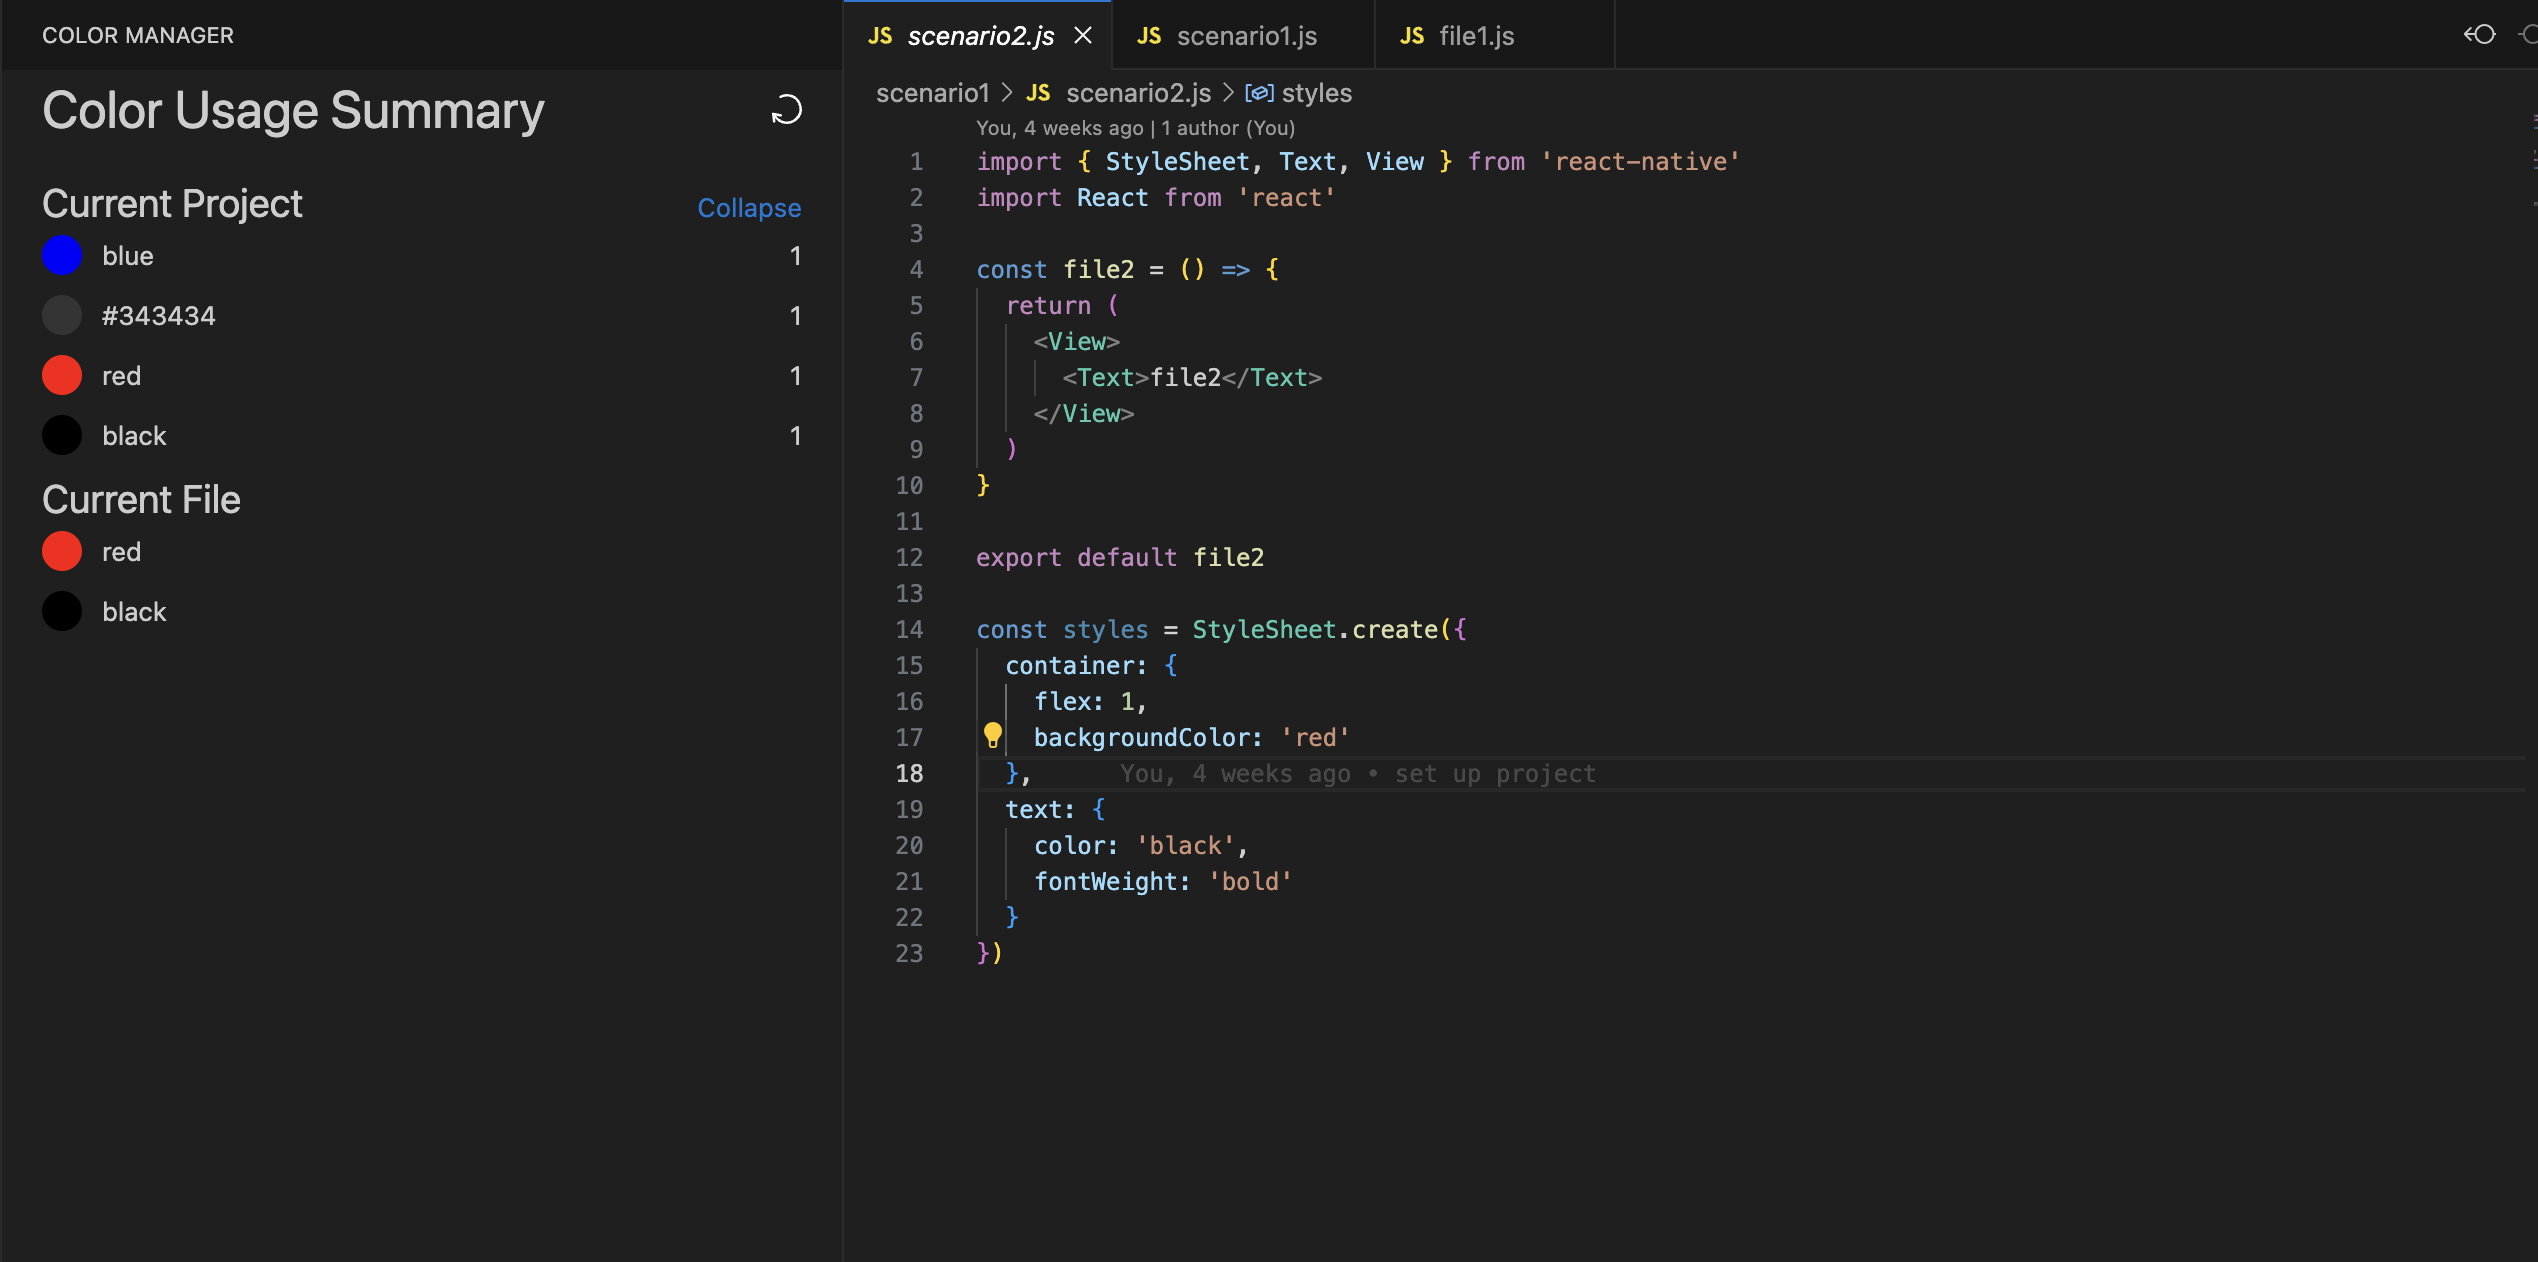 COLOR MANAGER
Color Usage Summary
Current Project
Collapse
blue 1
#343434 1
red 1
black 1
Current File
red
black
JS scenario2.js
JS scenario1.js
JS file1.js
scenario1 > JS scenario2.js > styles
You, 4 weeks ago | 1 author (You)
1 import { StyleSheet, Text, View } from 'react-native'
2 import React from 'react'
3
4 const file2 = () => {
5 return (
6 <View>
7 <Text>file2</Text>
8 </View>
9 )
10 }
11
12 export default file2
13
14 const styles = StyleSheet.create({
15 container: {
16 flex: 1,
17 backgroundColor: 'red'
18 }, You, 4 weeks ago • set up project
19 text: {
20 color: 'black',
21 fontWeight: 'bold'
22 }
23 })